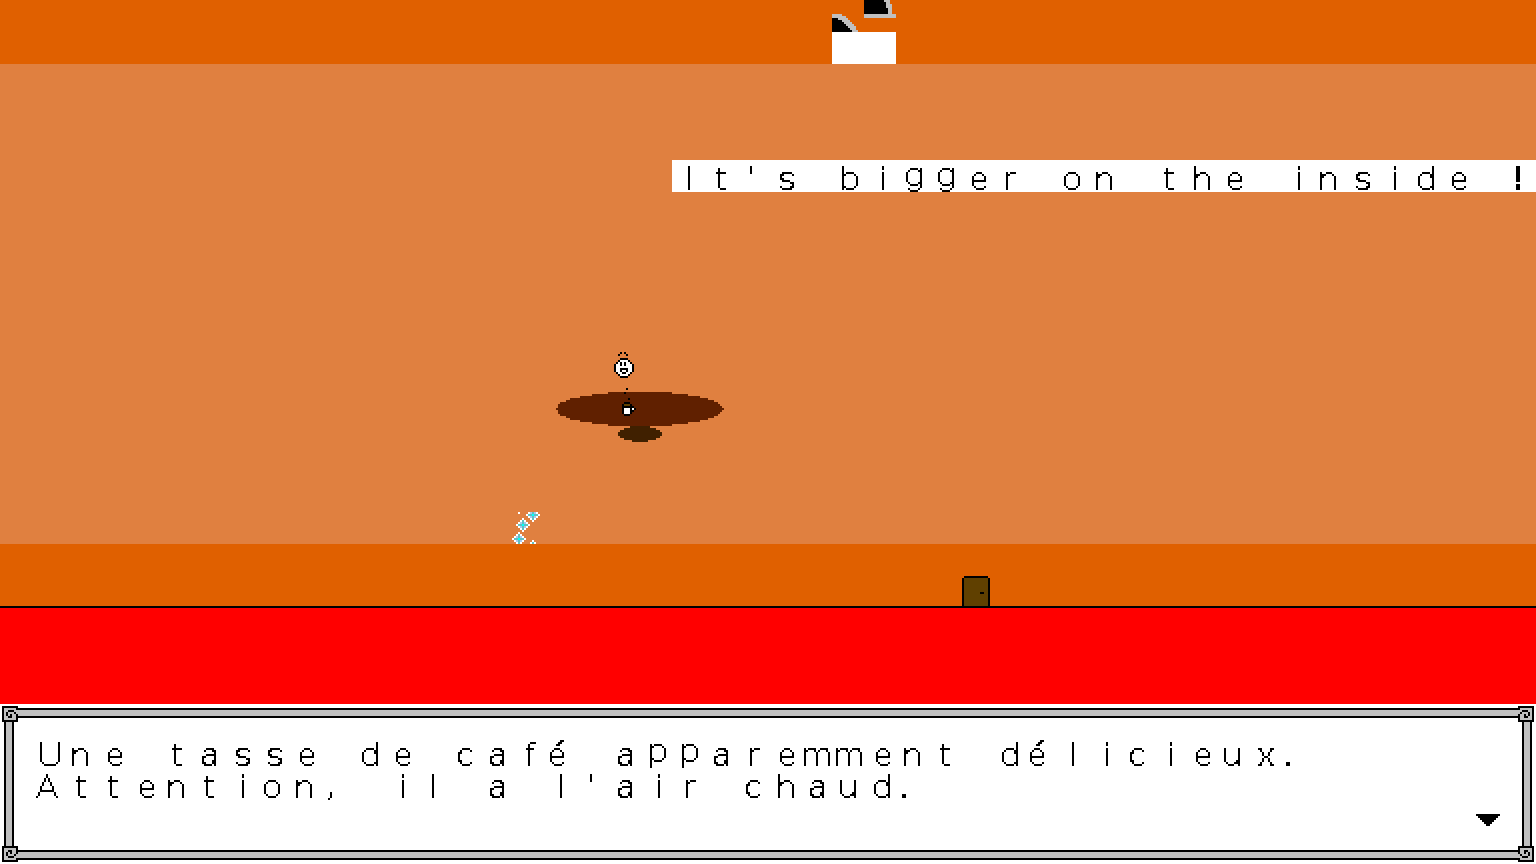 It's bigger on the inside !
Une tasse de café apparemment délicieux.
Attention, il a l'air chaud.